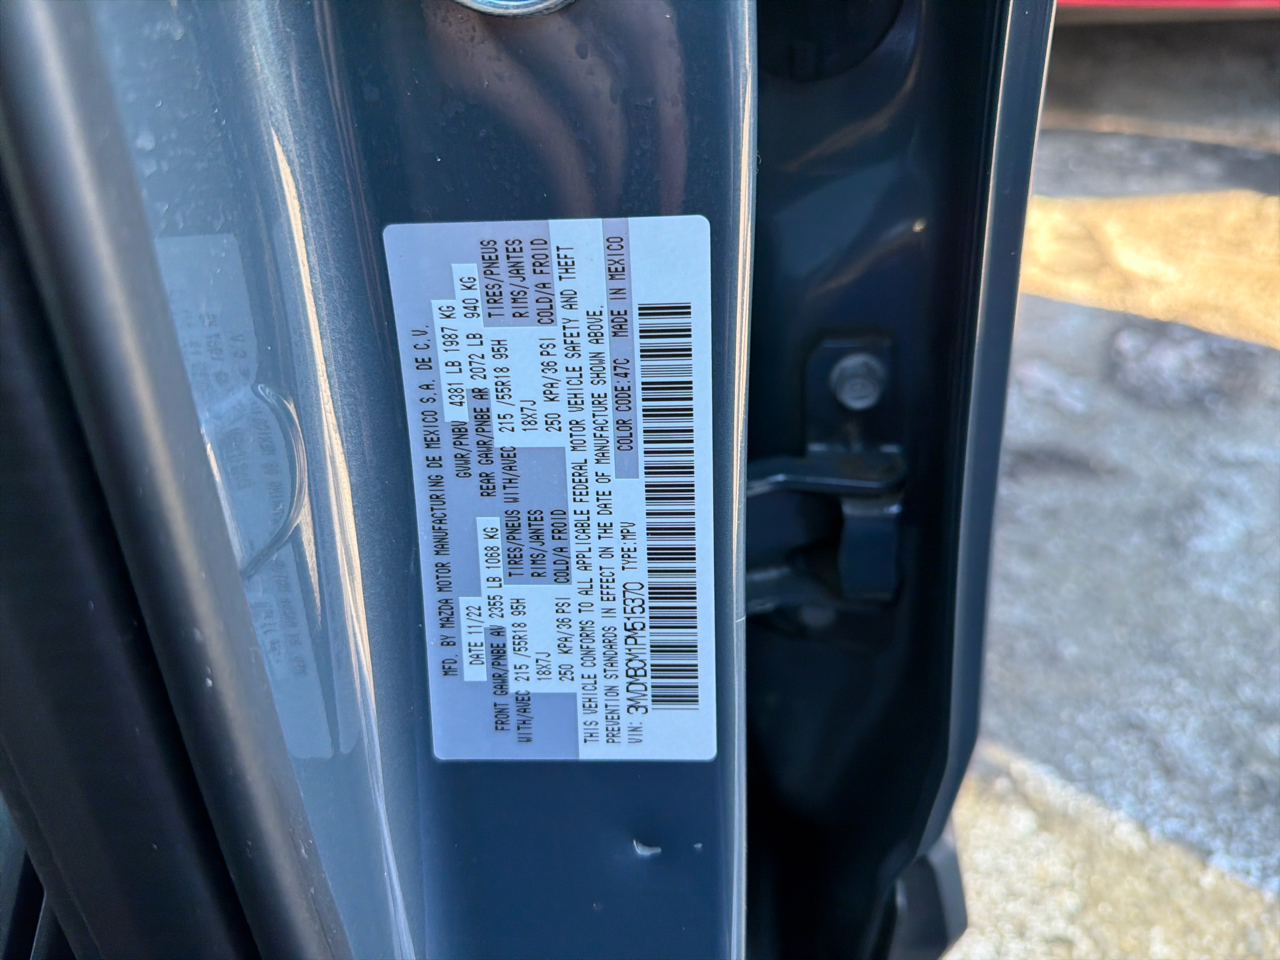 MFD. BY MAZDA MOTOR MANUFACTURING DE MEXICO S.A. DE C.V.
DATE 11/22 GVWR/PNBV 4381 LB 1987 KG
FRONT GAWR/PNBE AV 2355 LB 1068 KG REAR GAWR/PNBE AR 2072 LB 940 KG
WITH/AVEC 215 /55R18 95H TIRES/PNEUS WITH/AVEC 215 /55R18 95H TIRES/PNEUS
18X7J RIMS/JANTES 18X7J RIMS/JANTES
250 KPA/36 PSI COLD/A FROID 250 KPA/36 PSI COLD/A FROID
THIS VEHICLE CONFORMS TO ALL APPLICABLE FEDERAL MOTOR VEHICLE SAFETY AND THEFT
PREVENTION STANDARDS IN EFFECT ON THE DATE OF MANUFACTURE SHOWN ABOVE.
VIN: 3MVDMBCM1PM515370 TYPE:MPV COLOR CODE:47C MADE IN MEXICO